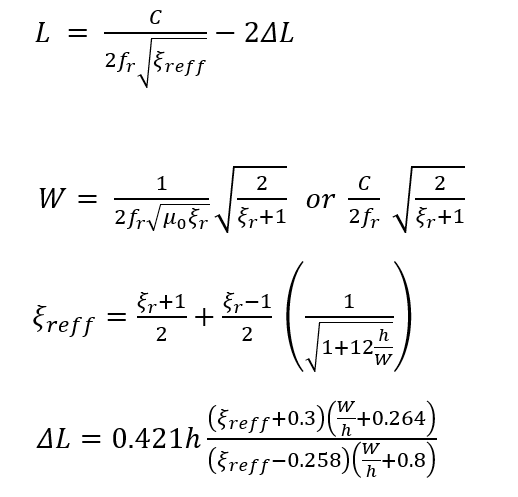 L = C / (2f_r √ξ_reff) − 2ΔL
W = 1 / (2f_r √(μ_0 ξ_r)) √(2 / (ξ_r+1)) or C / (2f_r) √(2 / (ξ_r+1))
ξ_reff = (ξ_r+1) / 2 + (ξ_r−1) / 2 (1 / √(1+12 h/W))
ΔL = 0.421h (ξ_reff+0.3)(W/h+0.264) / (ξ_reff−0.258)(W/h+0.8)